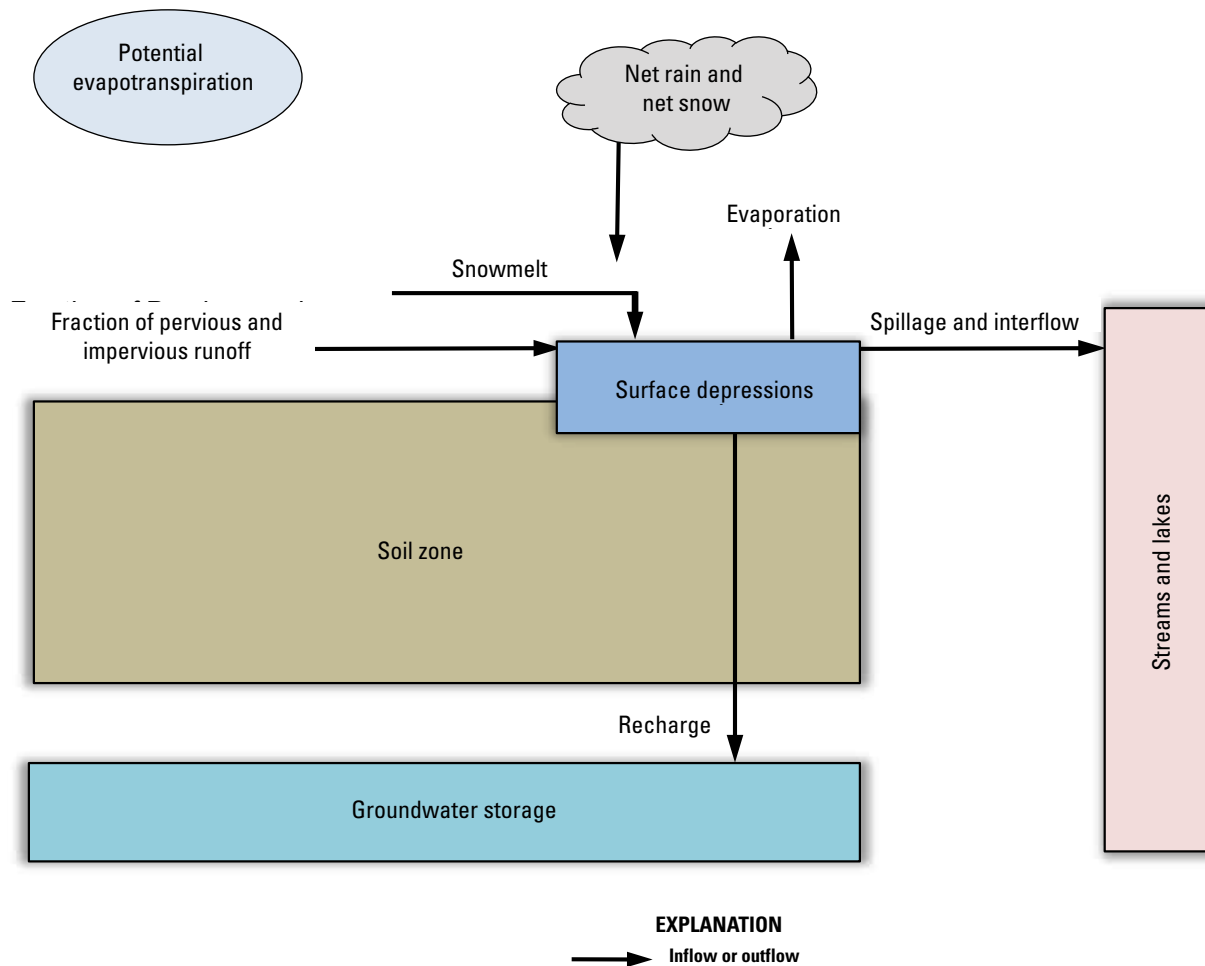 Potential
evapotranspiration
Net rain and
net snow
Evaporation
Snowmelt
Fraction of pervious and
impervious runoff
Spillage and interflow
Surface depressions
Soil zone
Streams and lakes
Recharge
Groundwater storage
EXPLANATION
Inflow or outflow